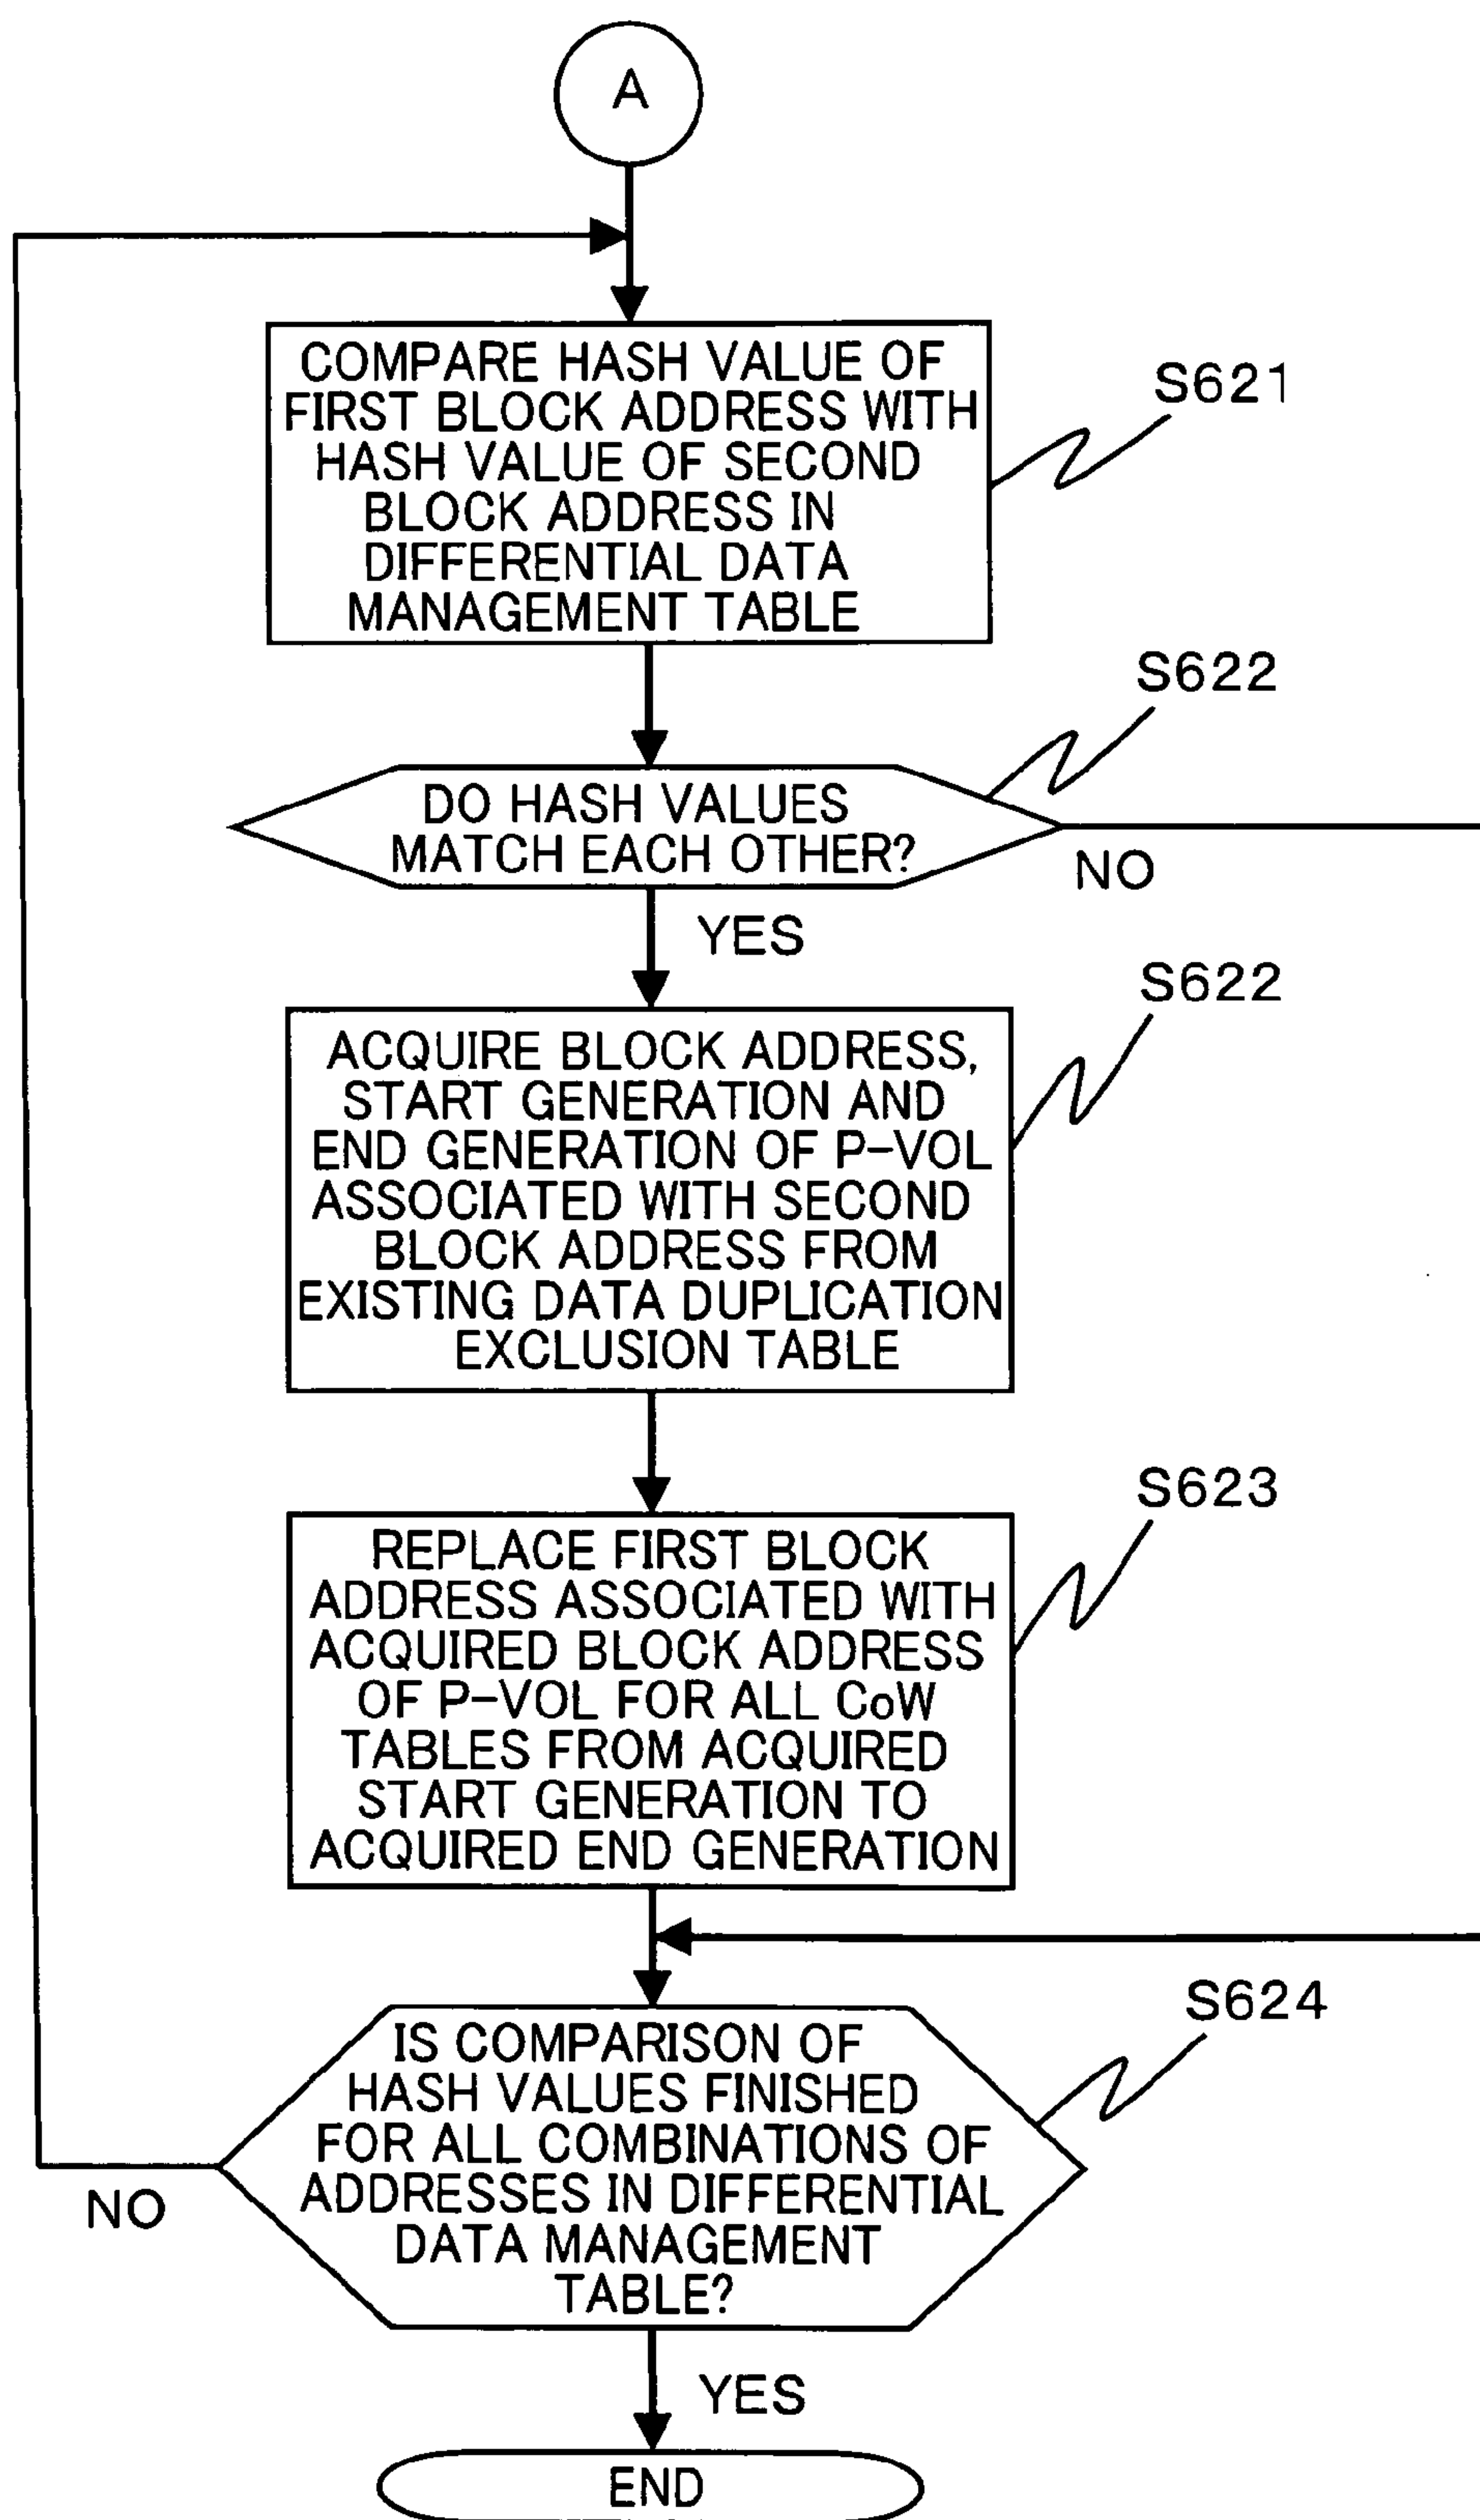 A
COMPARE HASH VALUE OF
FIRST BLOCK ADDRESS WITH
HASH VALUE OF SECOND
BLOCK ADDRESS IN
DIFFERENTIAL DATA
MANAGEMENT TABLE
S621
S622
DO HASH VALUES
MATCH EACH OTHER?
NO
YES
S622
ACQUIRE BLOCK ADDRESS,
START GENERATION AND
END GENERATION OF P-VOL
ASSOCIATED WITH SECOND
BLOCK ADDRESS FROM
EXISTING DATA DUPLICATION
EXCLUSION TABLE
S623
REPLACE FIRST BLOCK
ADDRESS ASSOCIATED WITH
ACQUIRED BLOCK ADDRESS
OF P-VOL FOR ALL CoW
TABLES FROM ACQUIRED
START GENERATION TO
ACQUIRED END GENERATION
S624
IS COMPARISON OF
HASH VALUES FINISHED
FOR ALL COMBINATIONS OF
ADDRESSES IN DIFFERENTIAL
DATA MANAGEMENT
TABLE?
NO
YES
END